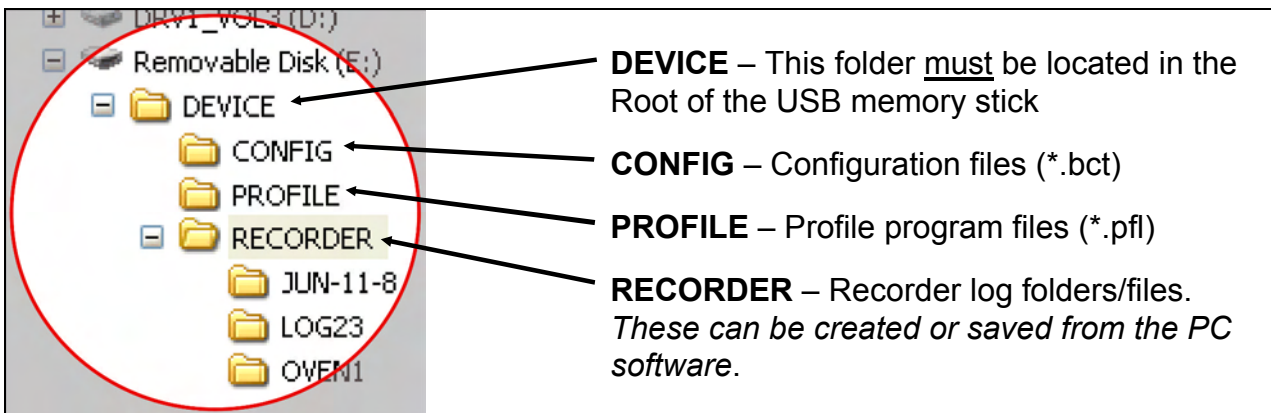 DRV1_VOL3 (D:)
Removable Disk (E:)
DEVICE
CONFIG
PROFILE
RECORDER
JUN-11-8
LOG23
OVEN1
DEVICE – This folder must be located in the
Root of the USB memory stick
CONFIG – Configuration files (*.bct)
PROFILE – Profile program files (*.pfl)
RECORDER – Recorder log folders/files.
These can be created or saved from the PC
software.